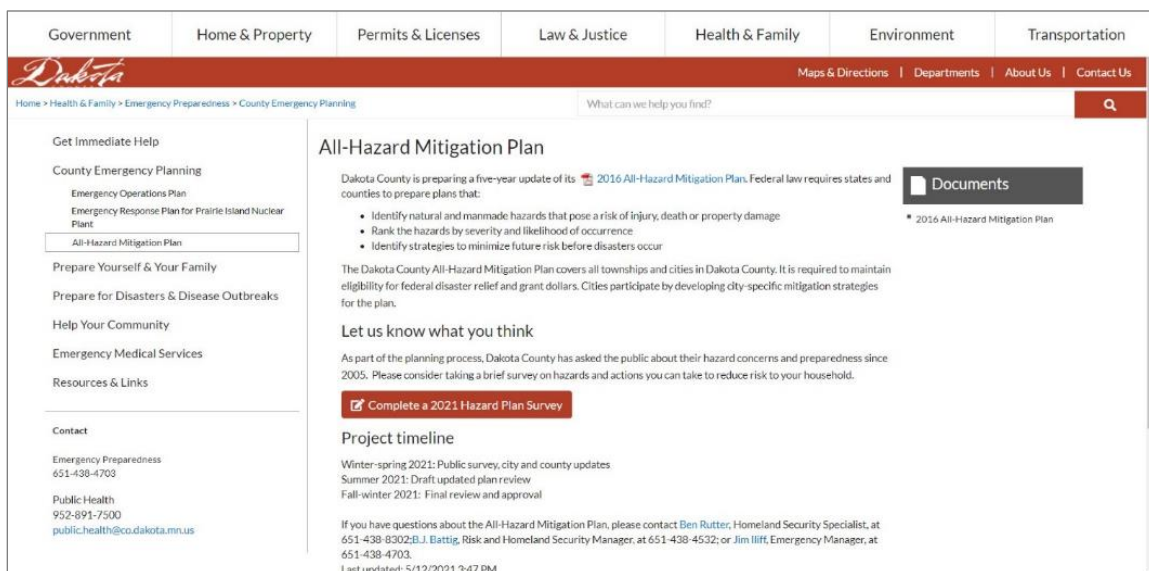 Government Home & Property Permits & Licenses Law & Justice Health & Family Environment Transportation
Dakota
Maps & Directions | Departments | About Us | Contact Us
Home > Health & Family > Emergency Preparedness > County Emergency Planning
What can we help you find?
Get Immediate Help
County Emergency Planning
Emergency Operations Plan
Emergency Response Plan for Prairie Island Nuclear
Plant
All-Hazard Mitigation Plan
Prepare Yourself & Your Family
Prepare for Disasters & Disease Outbreaks
Help Your Community
Emergency Medical Services
Resources & Links
Contact
Emergency Preparedness
651-438-4703
Public Health
952-891-7500
public.health@co.dakota.mn.us
All-Hazard Mitigation Plan
Dakota County is preparing a five-year update of its 2016 All-Hazard Mitigation Plan. Federal law requires states and
counties to prepare plans that:
• Identify natural and manmade hazards that pose a risk of injury, death or property damage
• Rank the hazards by severity and likelihood of occurrence
• Identify strategies to minimize future risk before disasters occur
The Dakota County All-Hazard Mitigation Plan covers all townships and cities in Dakota County. It is required to maintain
eligibility for federal disaster relief and grant dollars. Cities participate by developing city-specific mitigation strategies
for the plan.
Let us know what you think
As part of the planning process, Dakota County has asked the public about their hazard concerns and preparedness since
2005. Please consider taking a brief survey on hazards and actions you can take to reduce risk to your household.
Complete a 2021 Hazard Plan Survey
Project timeline
Winter-spring 2021: Public survey, city and county updates
Summer 2021: Draft updated plan review
Fall-winter 2021: Final review and approval
If you have questions about the All-Hazard Mitigation Plan, please contact Ben Rutter, Homeland Security Specialist, at
651-438-8302;B.J. Battig, Risk and Homeland Security Manager, at 651-438-4532; or Jim Iliff, Emergency Manager, at
651-438-4703.
Last updated: 5/12/2021 3:47 PM
Documents
2016 All-Hazard Mitigation Plan